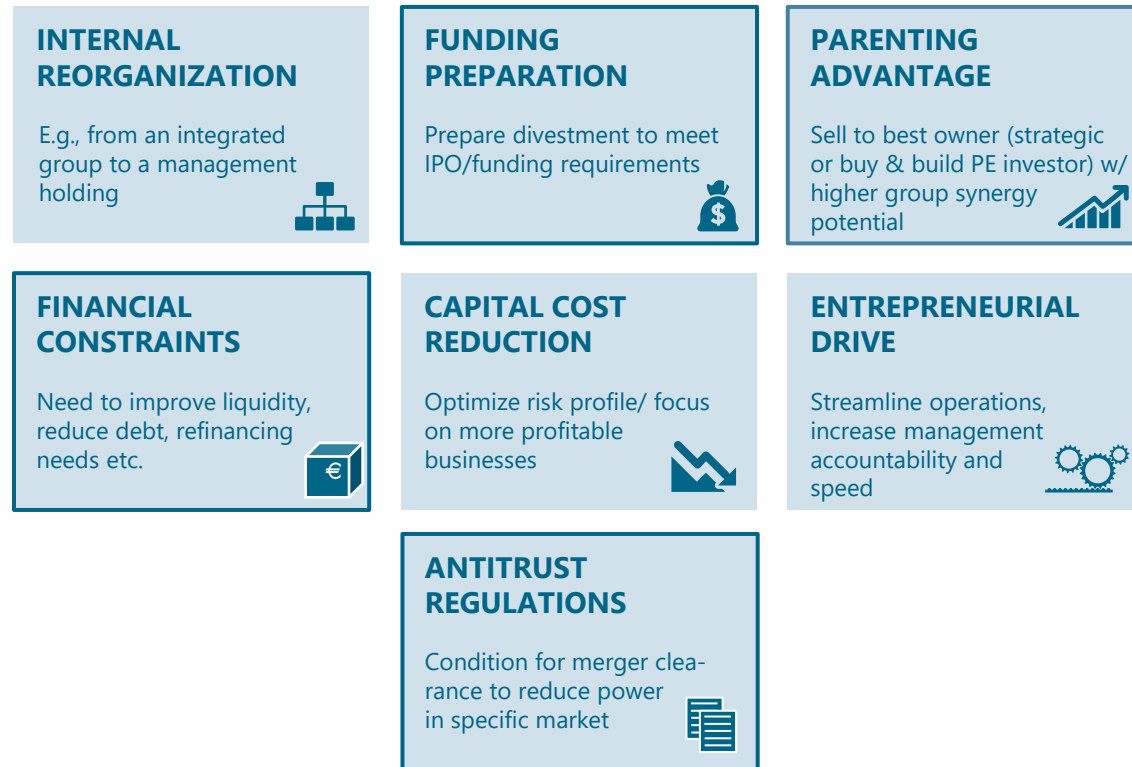 INTERNAL
REORGANIZATION
E.g., from an integrated
group to a management
holding
FUNDING
PREPARATION
Prepare divestment to meet
IPO/funding requirements
$
PARENTING
ADVANTAGE
Sell to best owner (strategic
or buy & build PE investor) w/
higher group synergy
potential
FINANCIAL
CONSTRAINTS
Need to improve liquidity,
reduce debt, refinancing
needs etc.
€
CAPITAL COST
REDUCTION
Optimize risk profile/ focus
on more profitable
businesses
ENTREPRENEURIAL
DRIVE
Streamline operations,
increase management
accountability and
speed
ANTITRUST
REGULATIONS
Condition for merger clea-
rance to reduce power
in specific market